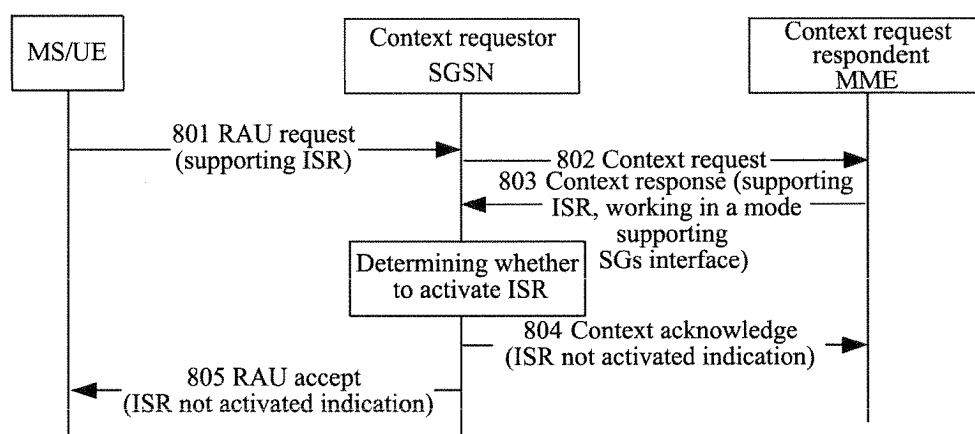 MS/UE
Context requestor
SGSN
Context request
respondent
MME
801 RAU request
(supporting ISR)
802 Context request
803 Context response (supporting
ISR, working in a mode
supporting
SGs interface)
Determining whether
to activate ISR
804 Context acknowledge
(ISR not activated indication)
805 RAU accept
(ISR not activated indication)